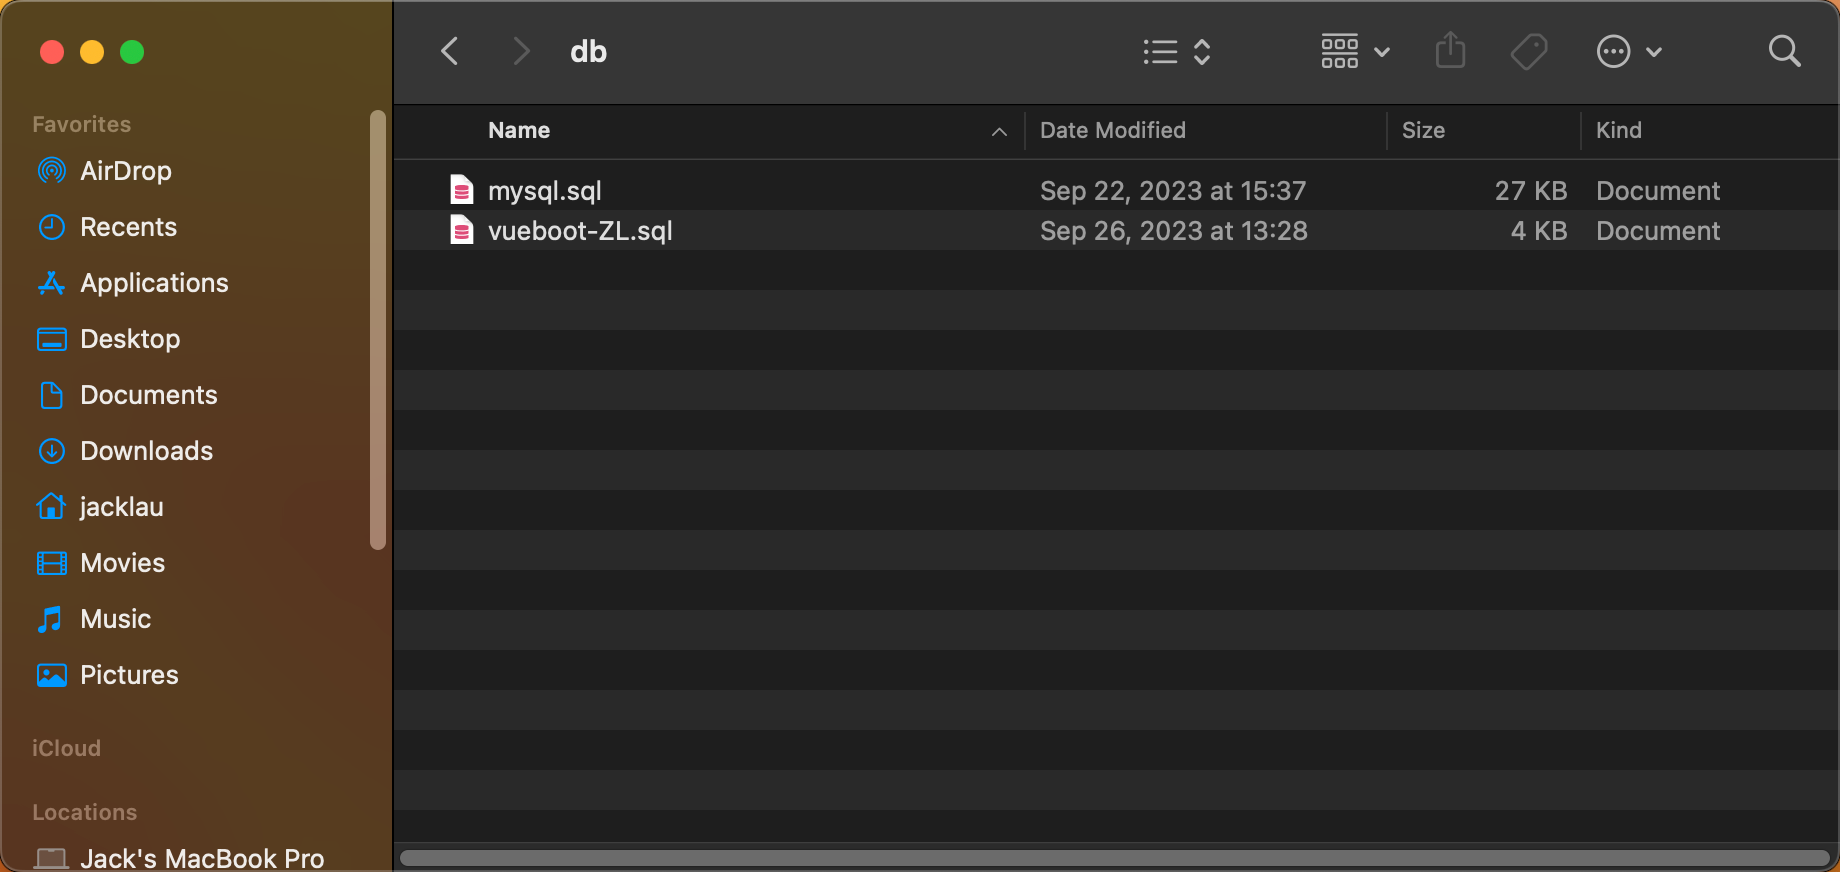 db
Favorites
AirDrop
Recents
Applications
Desktop
Documents
Downloads
jacklau
Movies
Music
Pictures
iCloud
Locations
Jack's MacBook Pro
Name Date Modified Size Kind
mysql.sql Sep 22, 2023 at 15:37 27 KB Document
vueboot-ZL.sql Sep 26, 2023 at 13:28 4 KB Document